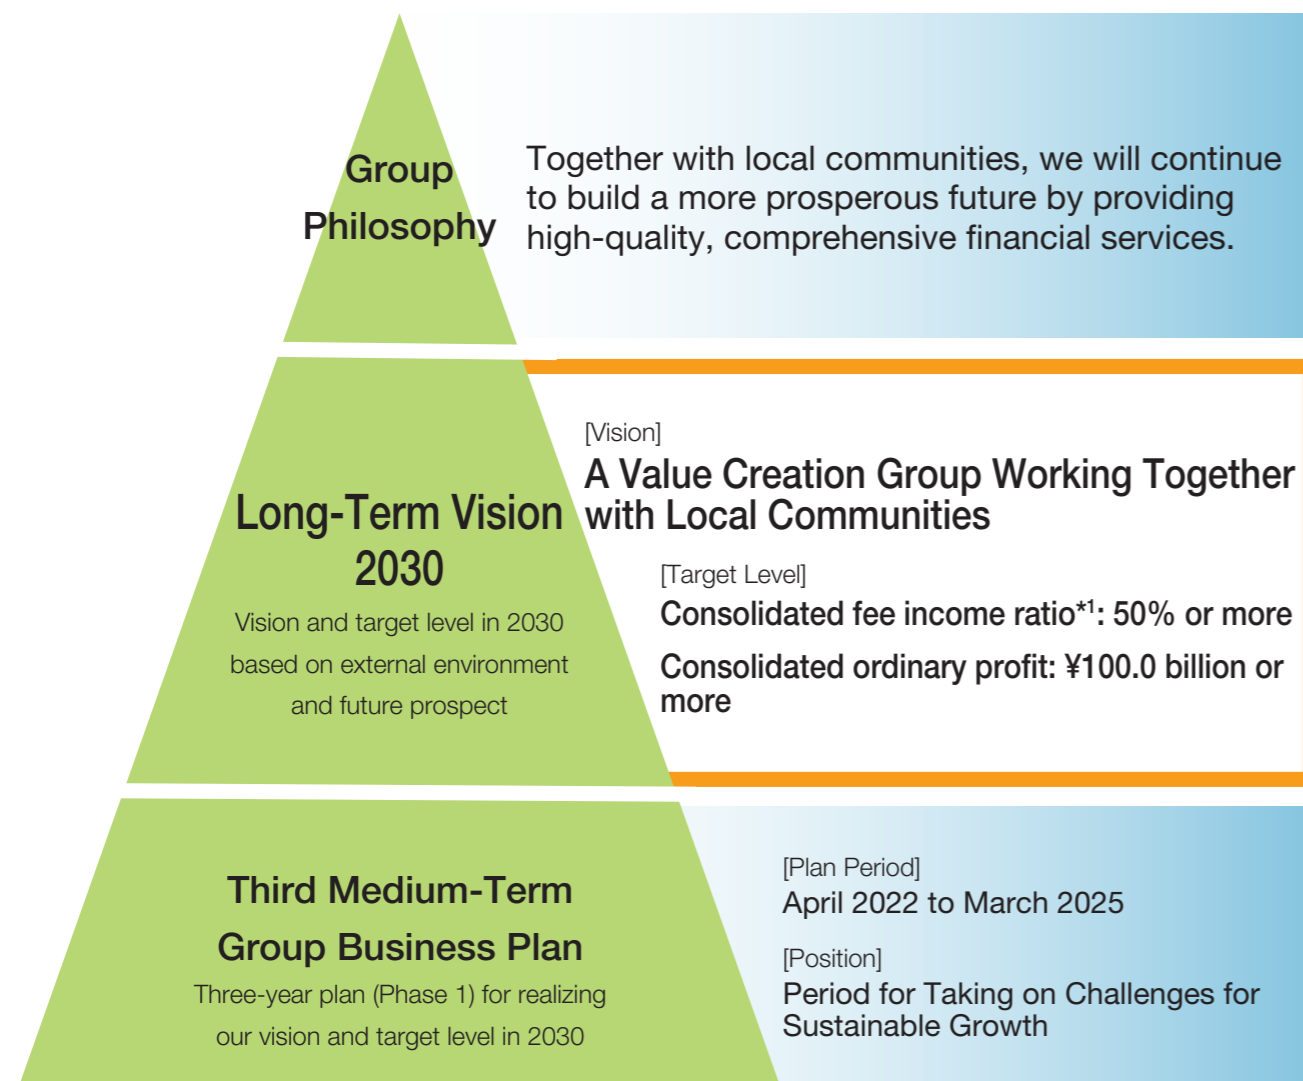 Group
Philosophy
Together with local communities, we will continue
to build a more prosperous future by providing
high-quality, comprehensive financial services.
Long-Term Vision
2030
Vision and target level in 2030
based on external environment
and future prospect
[Vision]
A Value Creation Group Working Together
with Local Communities
[Target Level]
Consolidated fee income ratio*1: 50% or more
Consolidated ordinary profit: ¥100.0 billion or
more
Third Medium-Term
Group Business Plan
Three-year plan (Phase 1) for realizing
our vision and target level in 2030
[Plan Period]
April 2022 to March 2025
[Position]
Period for Taking on Challenges for
Sustainable Growth